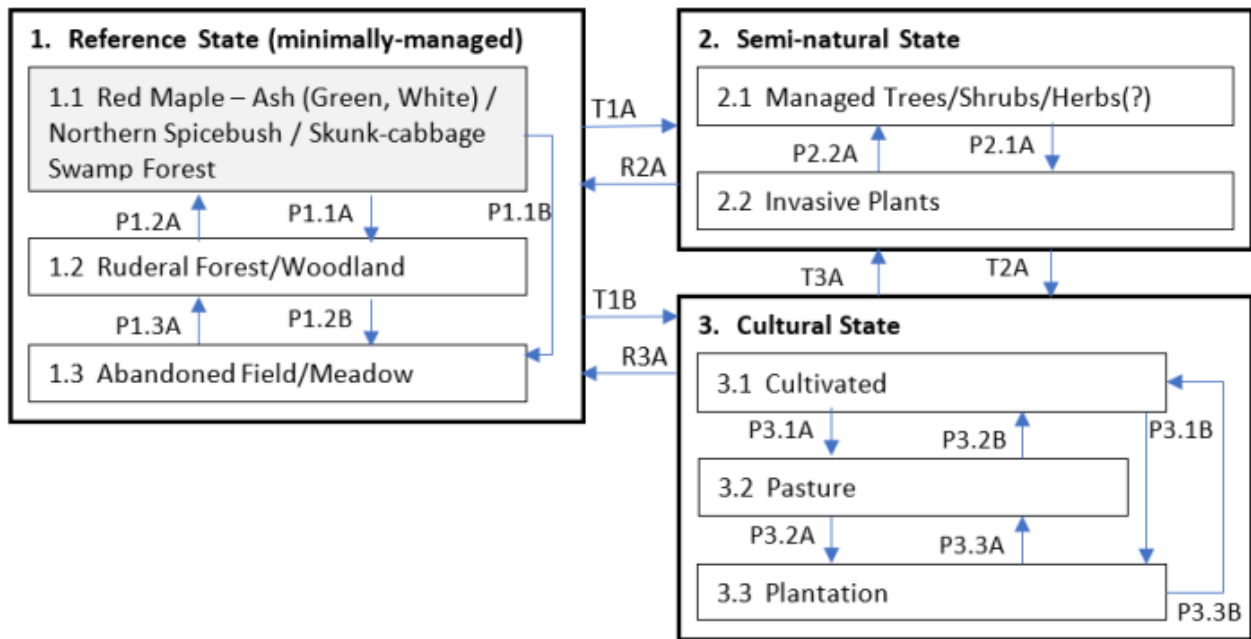 1. Reference State (minimally-managed)
1.1 Red Maple – Ash (Green, White) /
Northern Spicebush / Skunk-cabbage
Swamp Forest
P1.2A
P1.1A
P1.1B
1.2 Ruderal Forest/Woodland
P1.3A
P1.2B
1.3 Abandoned Field/Meadow
T1A
R2A
T1B
R3A
2. Semi-natural State
2.1 Managed Trees/Shrubs/Herbs(?)
P2.2A
P2.1A
2.2 Invasive Plants
T3A
T2A
3. Cultural State
3.1 Cultivated
P3.1A
P3.2B
P3.1B
3.2 Pasture
P3.2A
P3.3A
3.3 Plantation
P3.3B